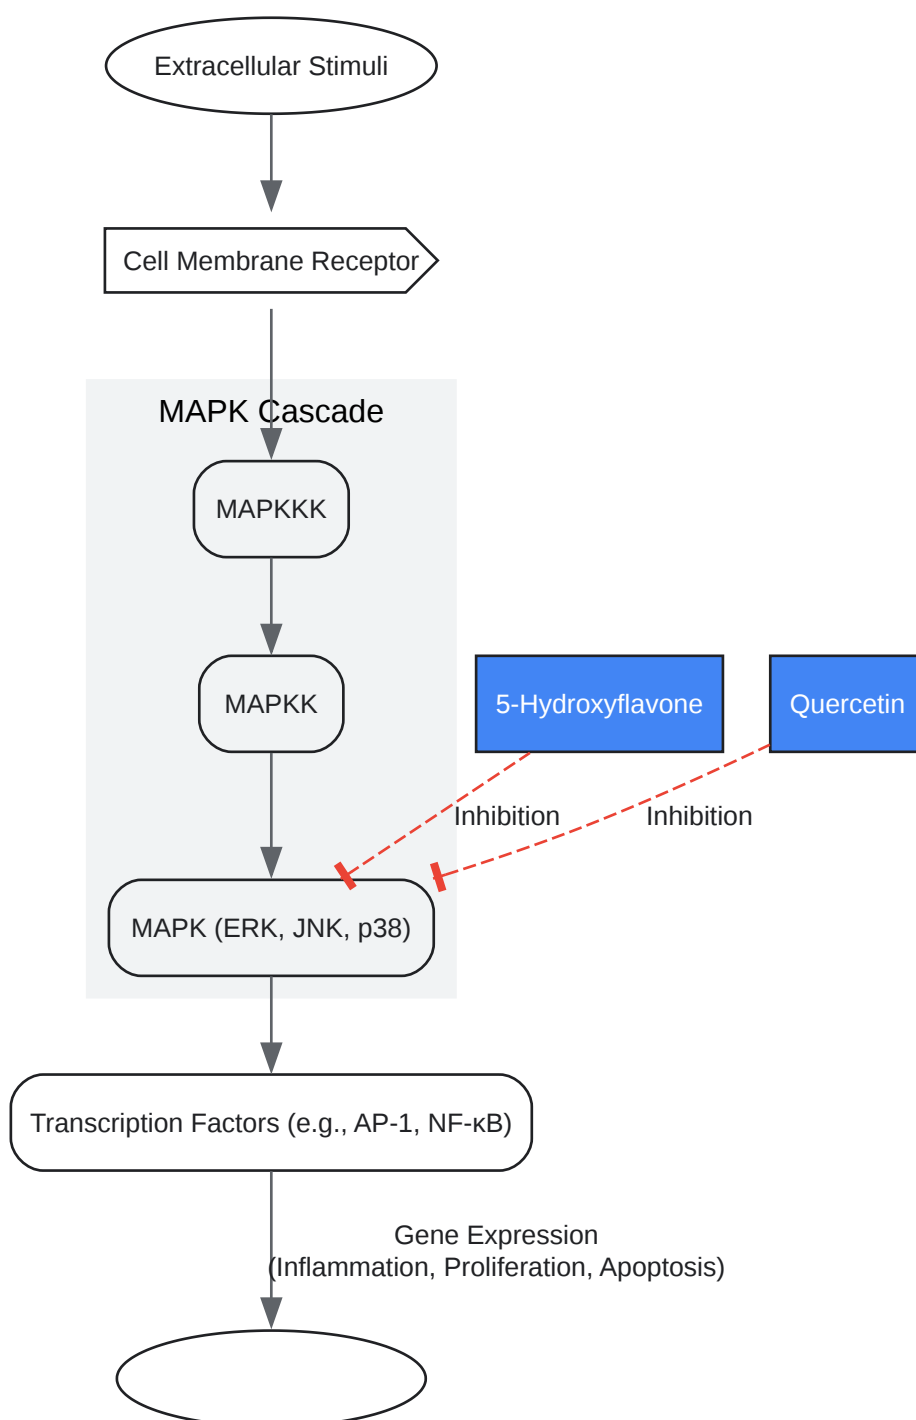 Extracellular Stimuli
Cell Membrane Receptor
MAPK Cascade
MAPKKK
MAPKK
5-Hydroxyflavone
Quercetin
Inhibition
Inhibition
MAPK (ERK, JNK, p38)
Transcription Factors (e.g., AP-1, NF-κB)
Gene Expression
(Inflammation, Proliferation, Apoptosis)